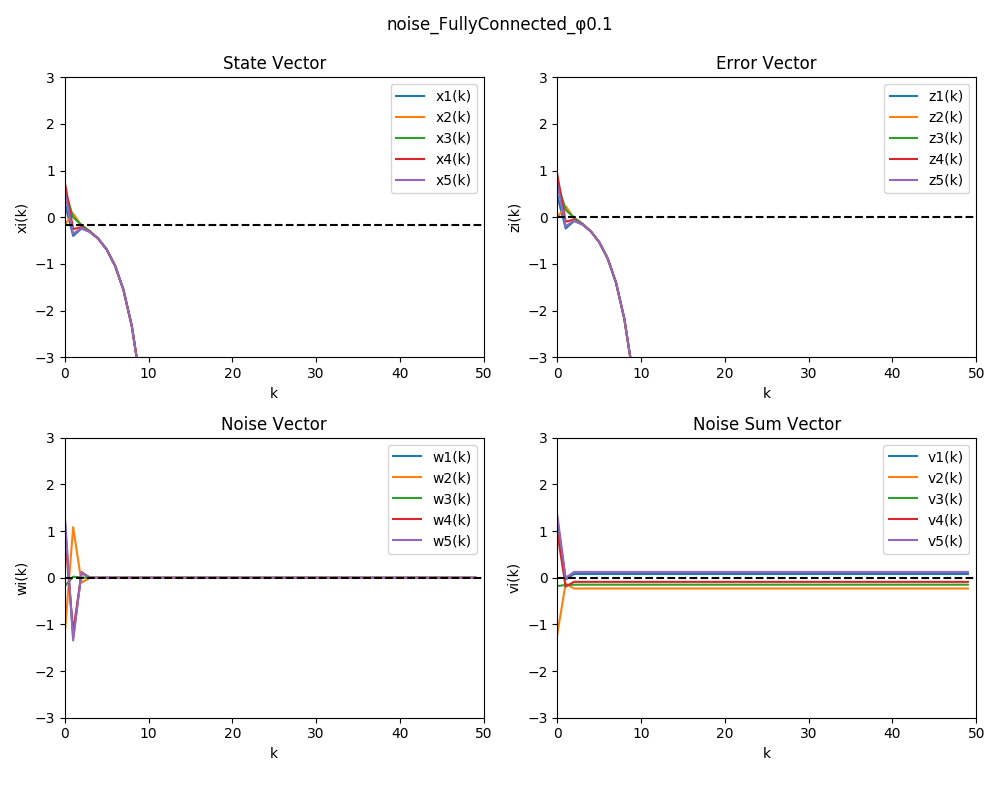 noise_FullyConnected_φ0.1
State Vector
xi(k)
3
2
1
0
−1
−2
−3
0
10
20
30
40
50
k
x1(k)
x2(k)
x3(k)
x4(k)
x5(k)
Error Vector
zi(k)
3
2
1
0
−1
−2
−3
0
10
20
30
40
50
k
z1(k)
z2(k)
z3(k)
z4(k)
z5(k)
Noise Vector
wi(k)
3
2
1
0
−1
−2
−3
0
10
20
30
40
50
k
w1(k)
w2(k)
w3(k)
w4(k)
w5(k)
Noise Sum Vector
vi(k)
3
2
1
0
−1
−2
−3
0
10
20
30
40
50
k
v1(k)
v2(k)
v3(k)
v4(k)
v5(k)